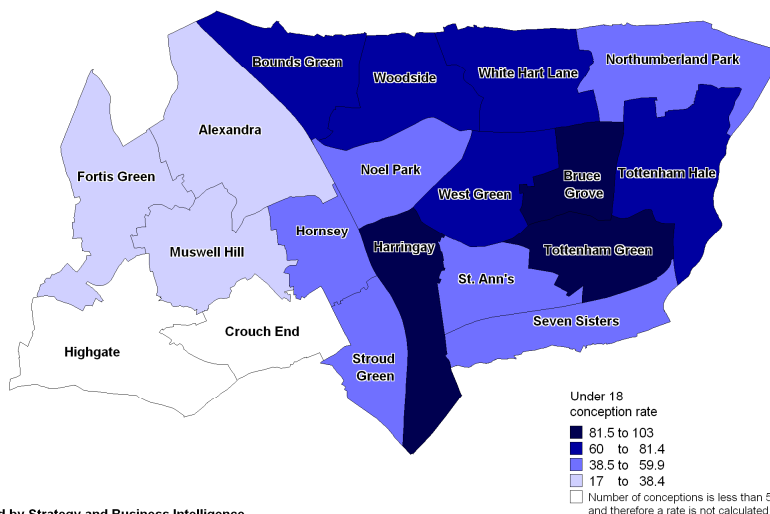 Bounds Green
Woodside
White Hart Lane
Northumberland Park
Alexandra
Fortis Green
Noel Park
West Green
Bruce
Grove
Tottenham Hale
Muswell Hill
Hornsey
Harringay
St. Ann's
Tottenham Green
Highgate
Crouch End
Stroud
Green
Seven Sisters
Under 18
conception rate
81.5 to 103
60 to 81.4
38.5 to 59.9
17 to 38.4
Number of conceptions is less than 5
and therefore a rate is not calculated
by Strategy and Business Intelligence